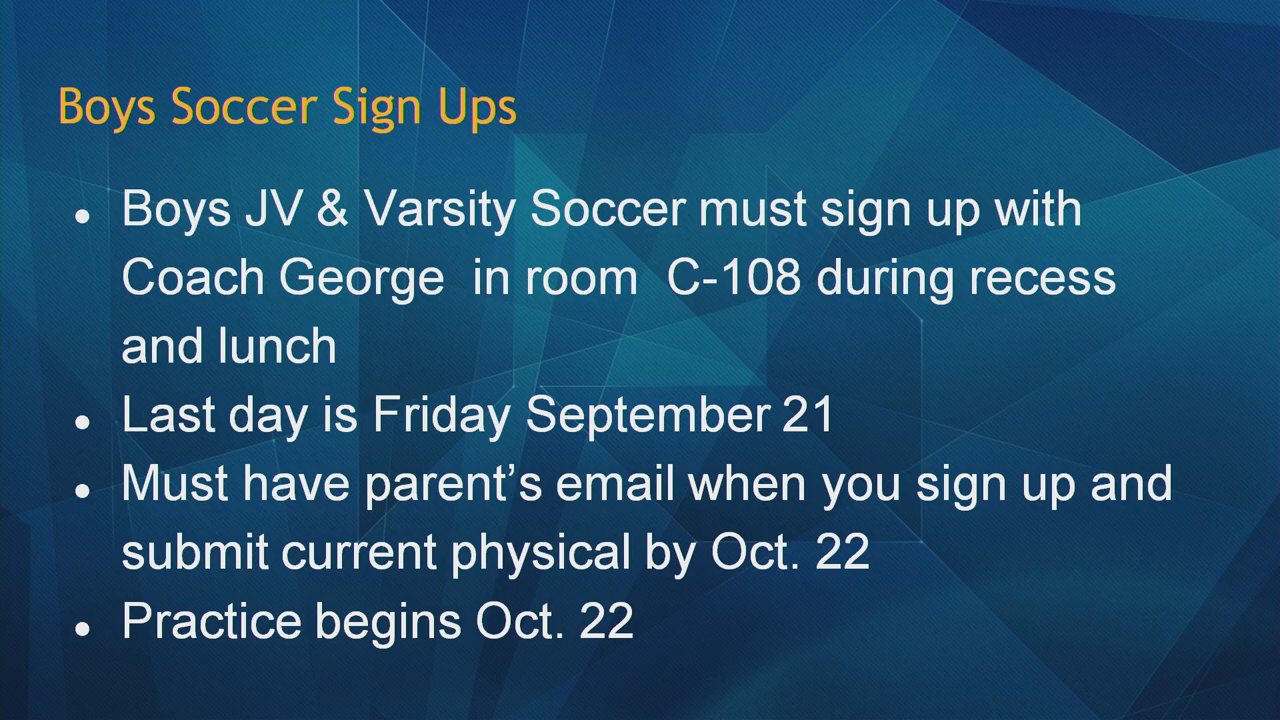 Boys Soccer Sign Ups
• Boys JV & Varsity Soccer must sign up with
Coach George  in room  C-108 during recess
and lunch
• Last day is Friday September 21
• Must have parent’s email when you sign up and
submit current physical by Oct. 22
• Practice begins Oct. 22